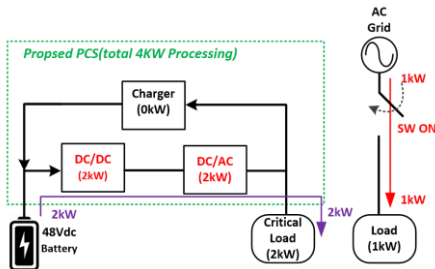 AC
Grid
Propsed PCS(total 4KW Processing)
1kW
Charger
(0kW)
SW ON
DC/DC
(2kW)
DC/AC
(2kW)
2kW
2kW
1kW
48Vdc
Battery
Critical
Load
(2kW)
Load
(1kW)